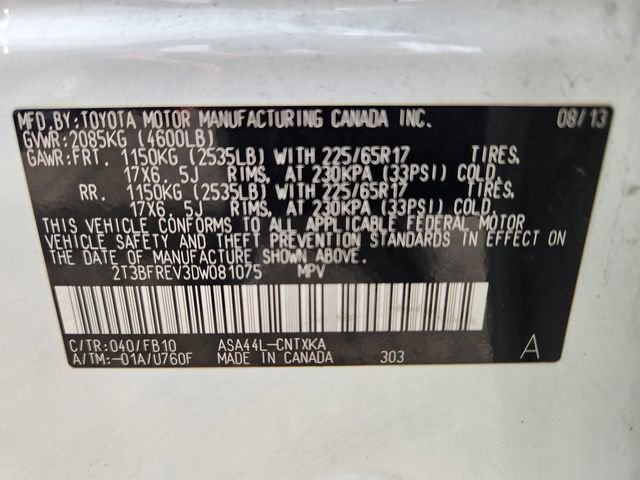 MFD.BY:TOYOTA MOTOR MANUFACTURING CANADA INC. 08/13
GVWR:2085KG (4600LB)
GAWR:FRT. 1150KG (2535LB) WITH 225/65R17 TIRES.
17X6.5J RIMS, AT 230KPA (33PSI) COLD.
RR. 1150KG (2535LB) WITH 225/65R17 TIRES.
17X6.5J RIMS, AT 230KPA (33PSI) COLD.
THIS VEHICLE CONFORMS TO ALL APPLICABLE FEDERAL MOTOR
VEHICLE SAFETY AND THEFT PREVENTION STANDARDS IN EFFECT ON
THE DATE OF MANUFACTURE SHOWN ABOVE.
2T3BFREV3DW081075 MPV
C/TR:040/FB10 ASA44L-CNTXKA
A/TM:-01A/U760F MADE IN CANADA 303 A